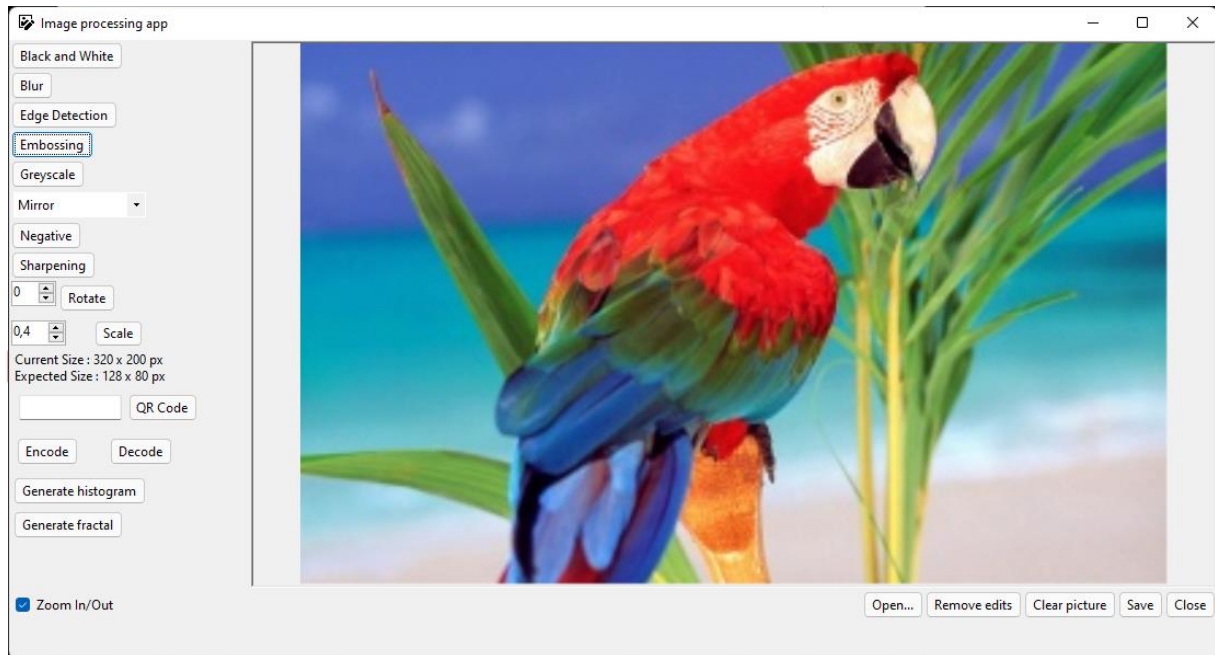 Image processing app
Black and White
Blur
Edge Detection
Embossing
Greyscale
Mirror
Negative
Sharpening
0 Rotate
0,4 Scale
Current Size : 320 x 200 px
Expected Size : 128 x 80 px
QR Code
Encode Decode
Generate histogram
Generate fractal
Zoom In/Out Open... Remove edits Clear picture Save Close